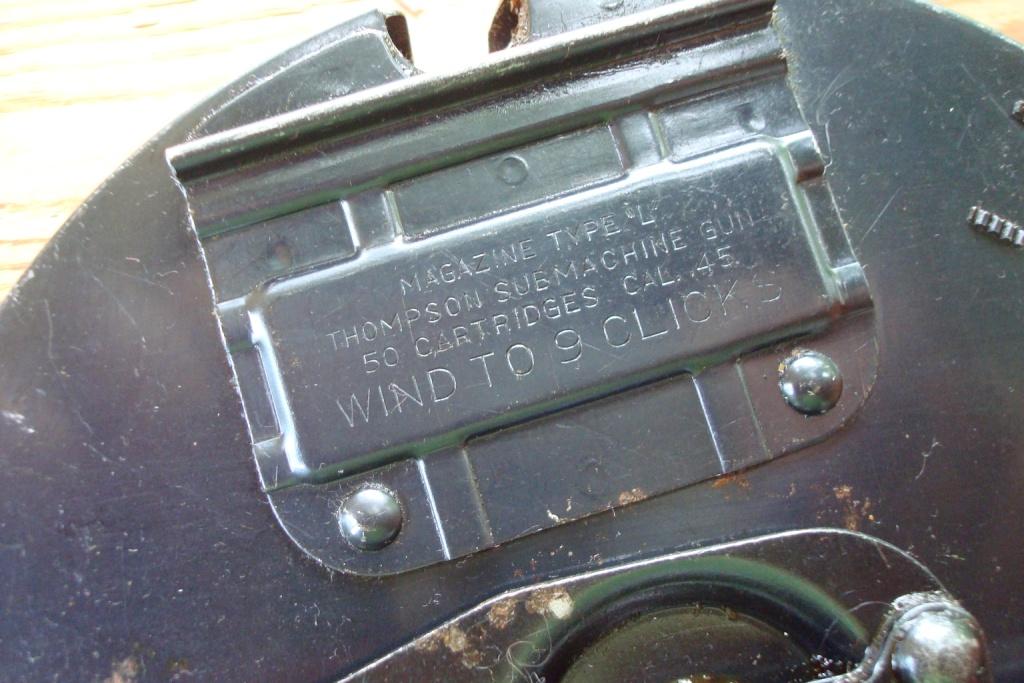 MAGAZINE TYPE "L"
THOMPSON SUBMACHINE GUN
50 CARTRIDGES CAL. .45
WIND TO 9 CLICKS